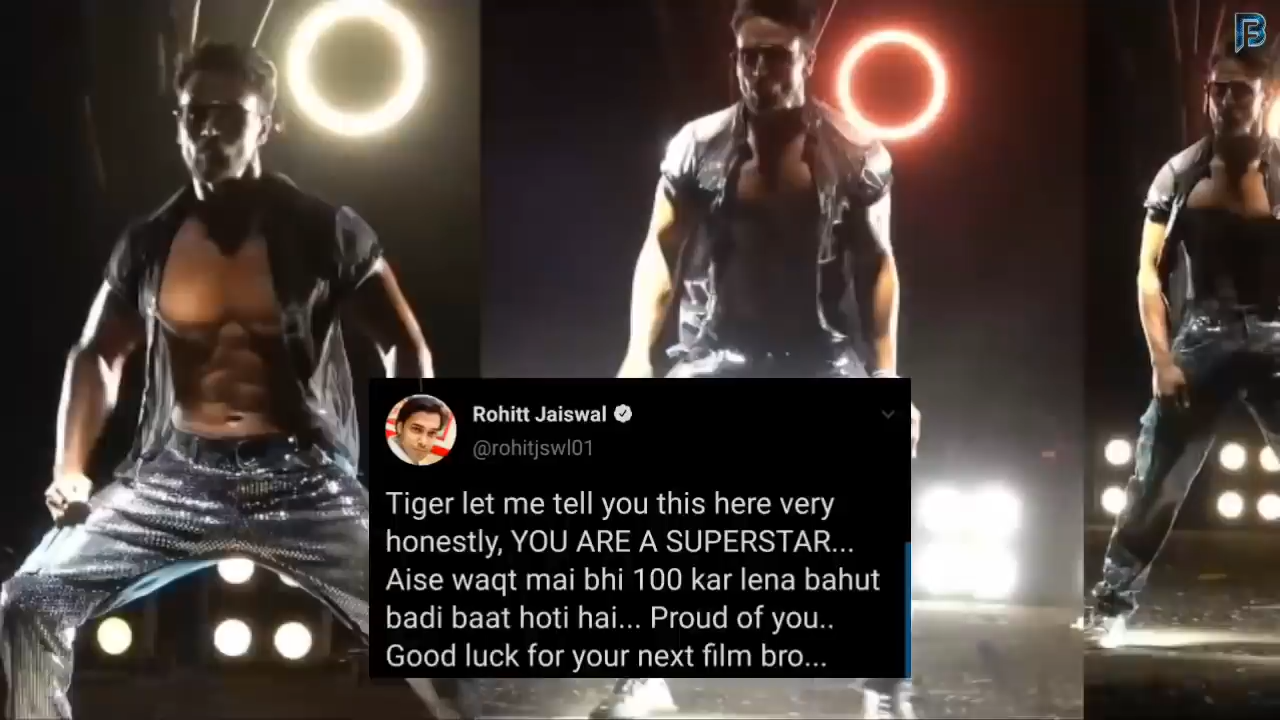 Rohitt Jaiswal
@rohitjswl01
Tiger let me tell you this here very
honestly, YOU ARE A SUPERSTAR...
Aise waqt mai bhi 100 kar lena bahut
badi baat hoti hai... Proud of you..
Good luck for your next film bro...